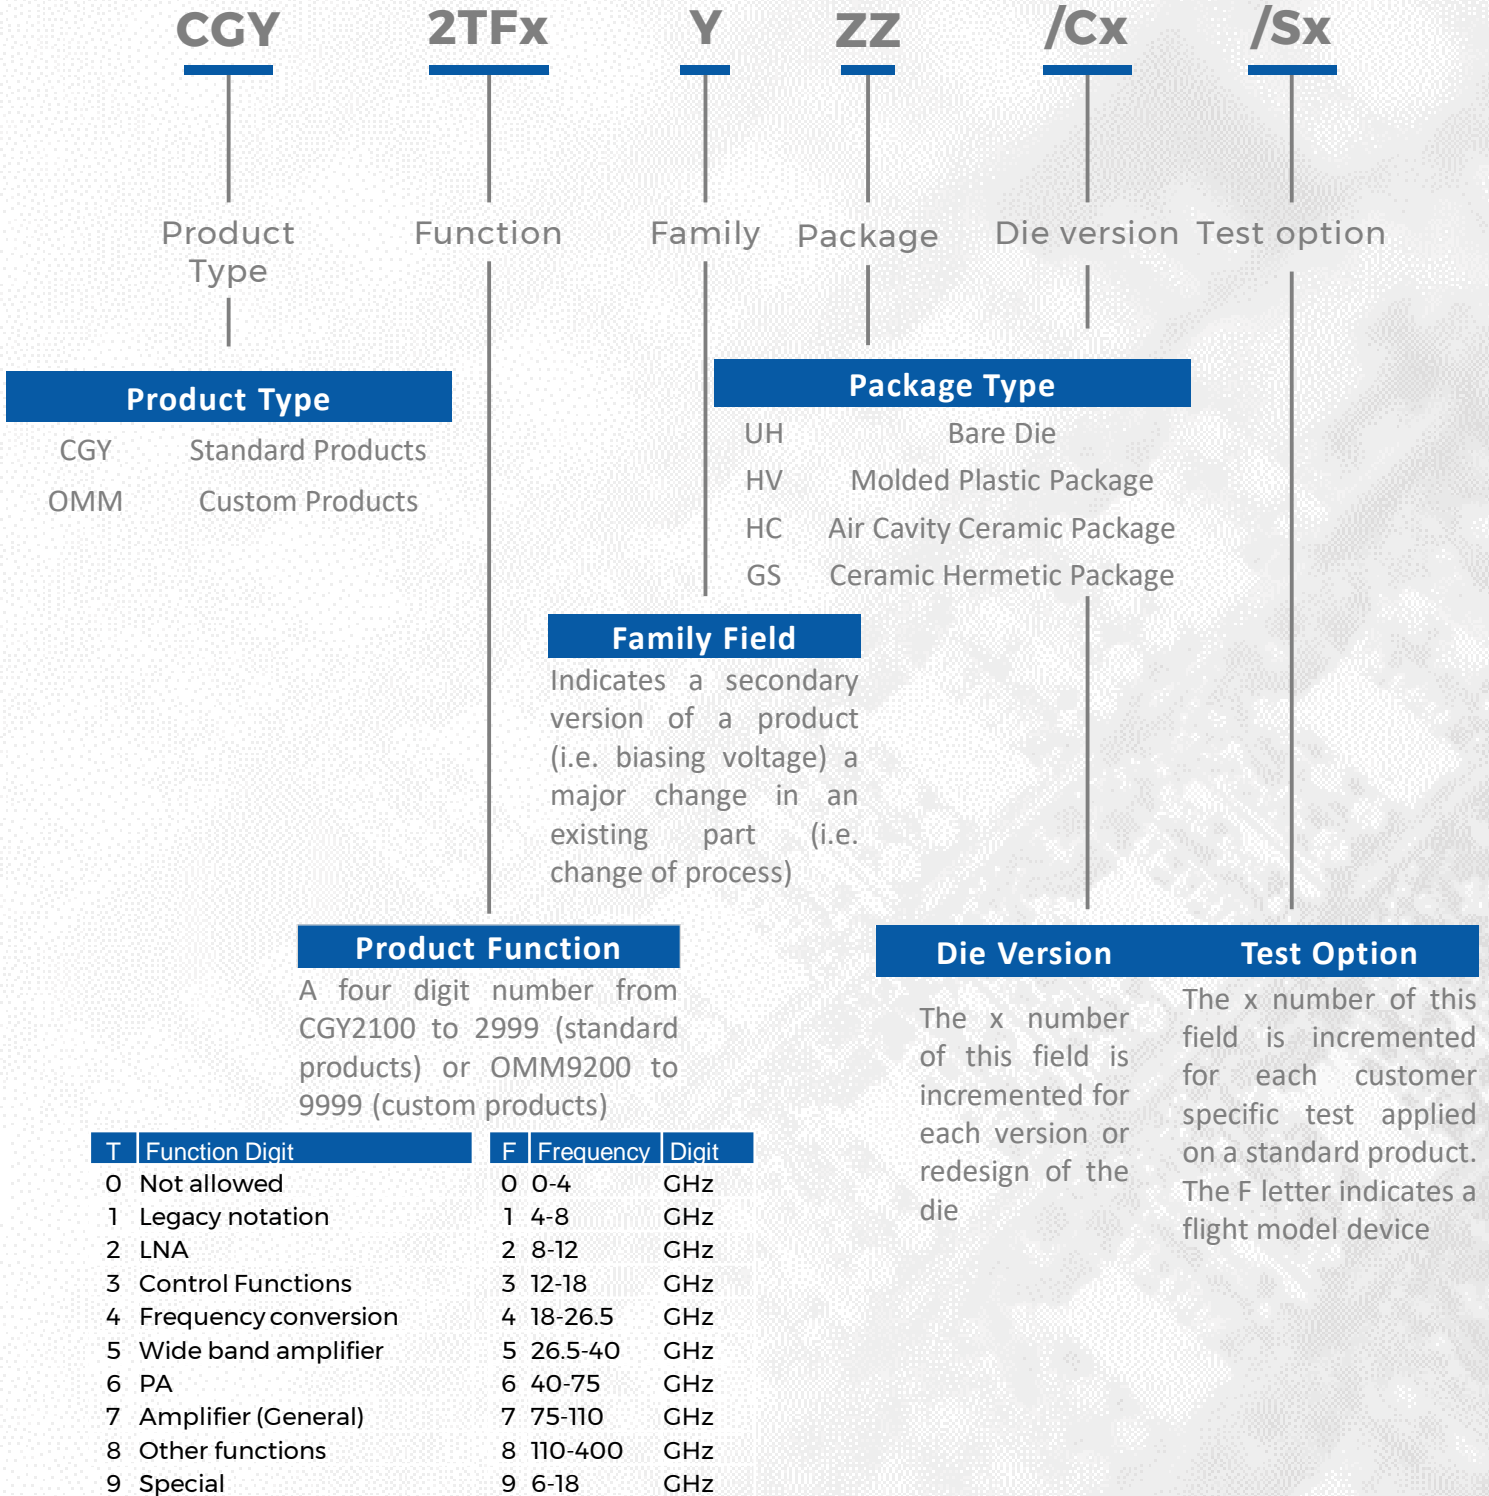 CGY 2TFx Y ZZ /Cx /Sx
Product
Type
Function
Family
Package
Die version
Test option
Product Type
CGY Standard Products
OMM Custom Products
Package Type
UH Bare Die
HV Molded Plastic Package
HC Air Cavity Ceramic Package
GS Ceramic Hermetic Package
Family Field
Indicates a secondary
version of a product
(i.e. biasing voltage) a
major change in an
existing part (i.e.
change of process)
Product Function
A four digit number from
CGY2100 to 2999 (standard
products) or OMM9200 to
9999 (custom products)
T Function Digit
0 Not allowed
1 Legacy notation
2 LNA
3 Control Functions
4 Frequency conversion
5 Wide band amplifier
6 PA
7 Amplifier (General)
8 Other functions
9 Special
F Frequency Digit
0 0-4 GHz
1 4-8 GHz
2 8-12 GHz
3 12-18 GHz
4 18-26.5 GHz
5 26.5-40 GHz
6 40-75 GHz
7 75-110 GHz
8 110-400 GHz
9 6-18 GHz
Die Version
The x number
of this field is
incremented for
each version or
redesign of the
die
Test Option
The x number of this
field is incremented
for each customer
specific test applied
on a standard product.
The F letter indicates a
flight model device